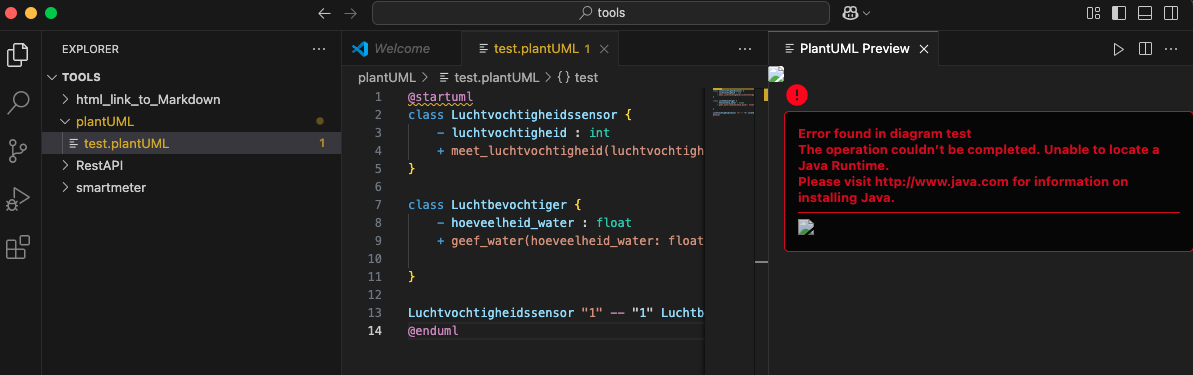 tools
EXPLORER
TOOLS
html_link_to_Markdown
plantUML
test.plantUML 1
RestAPI
smartmeter
Welcome
test.plantUML 1
plantUML > test.plantUML > {} test
1 @startuml
2 class Luchtvochtigheidssensor {
3 - luchtvochtigheid : int
4 + meet_luchtvochtigheid(luchtvochtigh
5 }
6
7 class Luchtbevochtiger {
8 - hoeveelheid_water : float
9 + geef_water(hoeveelheid_water: float
10
11 }
12
13 Luchtvochtigheidssensor "1" -- "1" Luchtb
14 @enduml
PlantUML Preview
Error found in diagram test
The operation couldn't be completed. Unable to locate a
Java Runtime.
Please visit http://www.java.com for information on
installing Java.